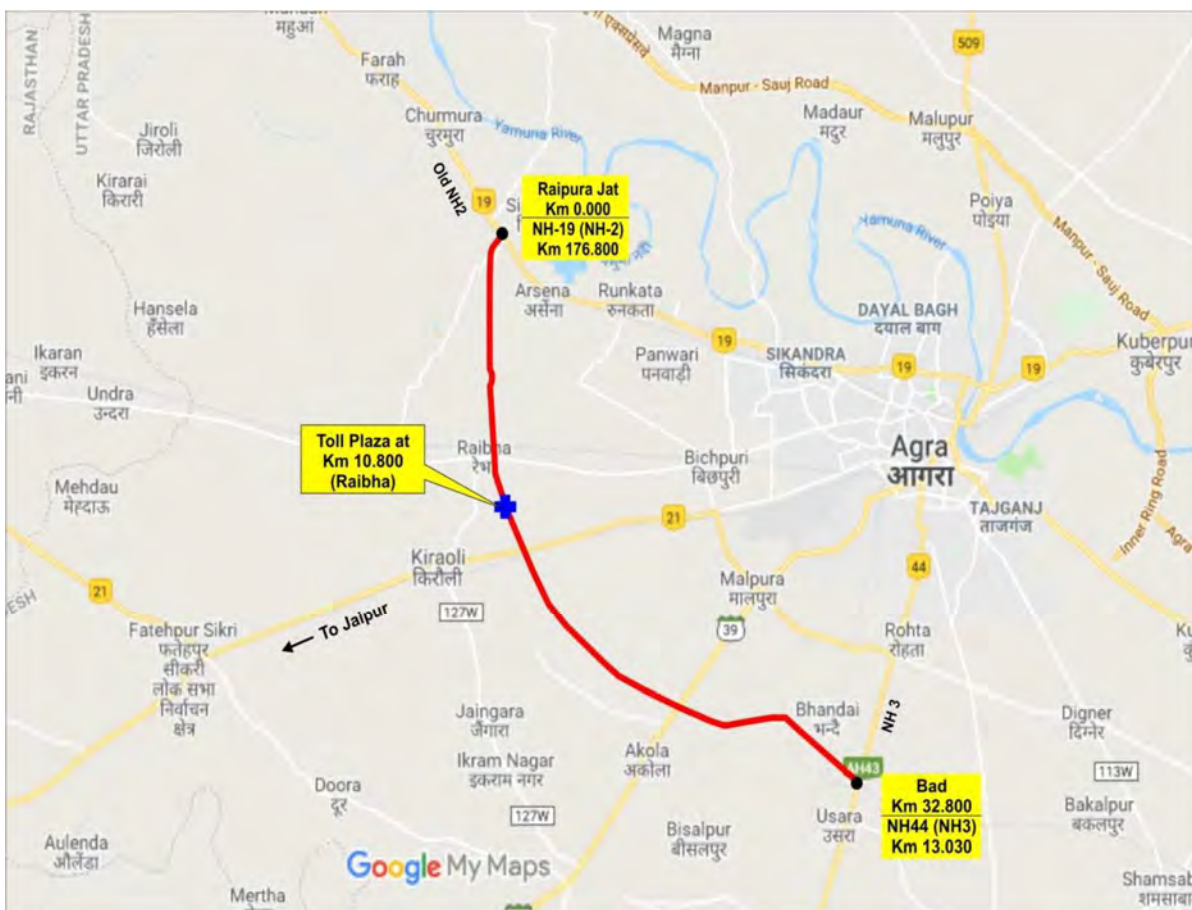 महुआं
Farah
फराह
Magna
मैग्ना
509
Manpur - Sauj Road
RAJASTHAN
UTTAR PRADESH
Churmura
चुरमुरा
Yamuna River
Madaur
मदुर
Malupur
मलुपुर
Jiroli
जिरोली
Kirarai
किरारी
Old NH2
19
Raipura Jat
Km 0.000
NH-19 (NH-2)
Km 176.800
Poiya
पोइया
Yamuna River
Manpur - Sauj Road
Hansela
हँसेला
Arsena
अर्सेना
Runkata
रुनकता
DAYAL BAGH
दयाल बाग
Ikaran
इकरन
Panwari
पनवाड़ी
19
SIKANDRA
सिकंदरा
19
19
Kuberpur
कुबेरपुर
Undra
उन्दरा
Toll Plaza at
Km 10.800
(Raibha)
Raibha
Bichpuri
बिछपुरी
Agra
आगरा
Mehdau
मेहदाऊ
21
TAJGANJ
ताजगंज
Inner Ring Road
Agra
Kiraoli
किरौली
21
127W
Malpura
मालपुरा
44
To Jaipur
39
Rohta
रोहता
Fatehpur Sikri
फतेहपुर
सीकरी
लोक सभा
निर्वाचन
क्षेत्र
Jaingara
जैंगारा
Bhandai
भन्दै
NH 3
Digner
दिग्नेर
Ikram Nagar
इकराम नगर
Akola
अकोला
AH43
113W
Doora
दूर
127W
Bisalpur
बीसलपुर
Usara
उसरा
Bad
Km 32.800
NH44 (NH3)
Km 13.030
Bakalpur
बकलपुर
Aulenda
औलेंडा
Google My Maps
Mertha
Shamsab
शमसाबा